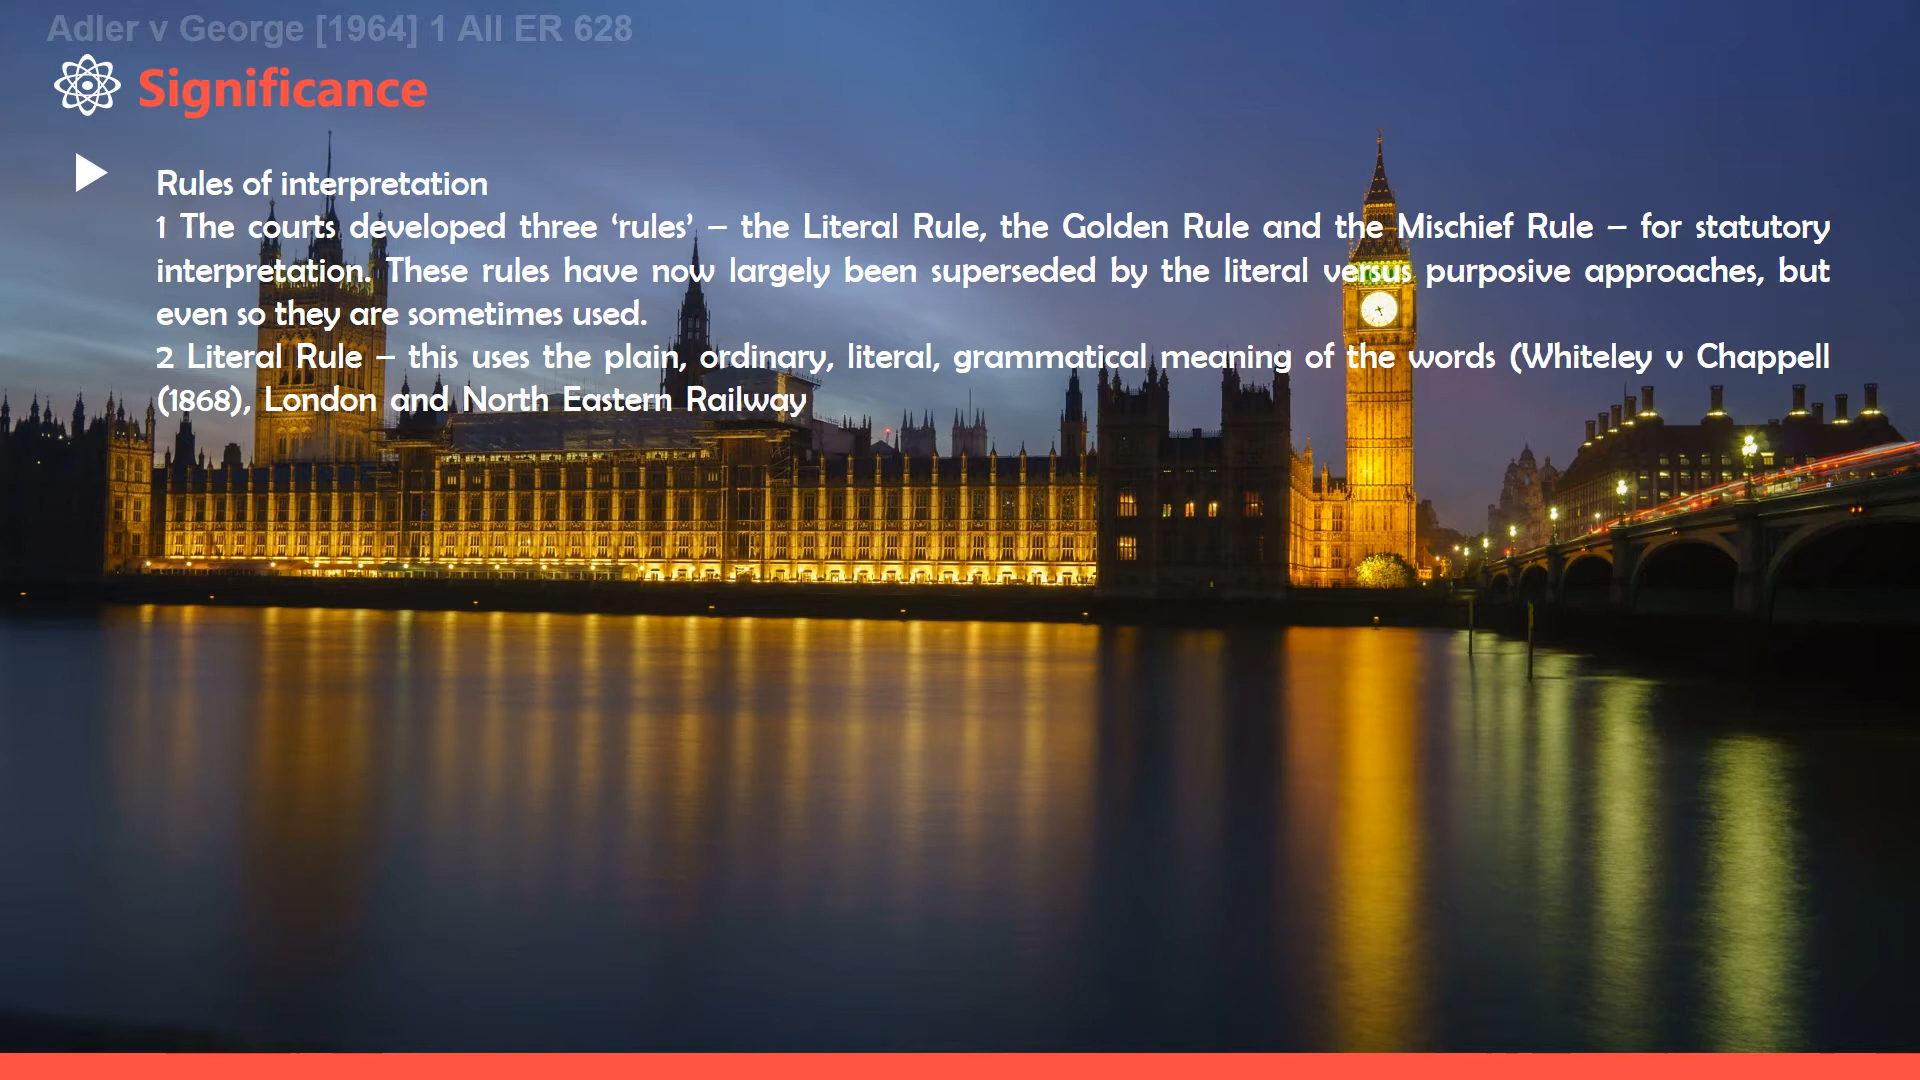 Adler v George [1964] 1 All ER 628
Significance
Rules of interpretation
1 The courts developed three ‘rules’ – the Literal Rule, the Golden Rule and the Mischief Rule – for statutory
interpretation. These rules have now largely been superseded by the literal versus purposive approaches, but
even so they are sometimes used.
2 Literal Rule – this uses the plain, ordinary, literal, grammatical meaning of the words (Whiteley v Chappell
(1868), London and North Eastern Railway